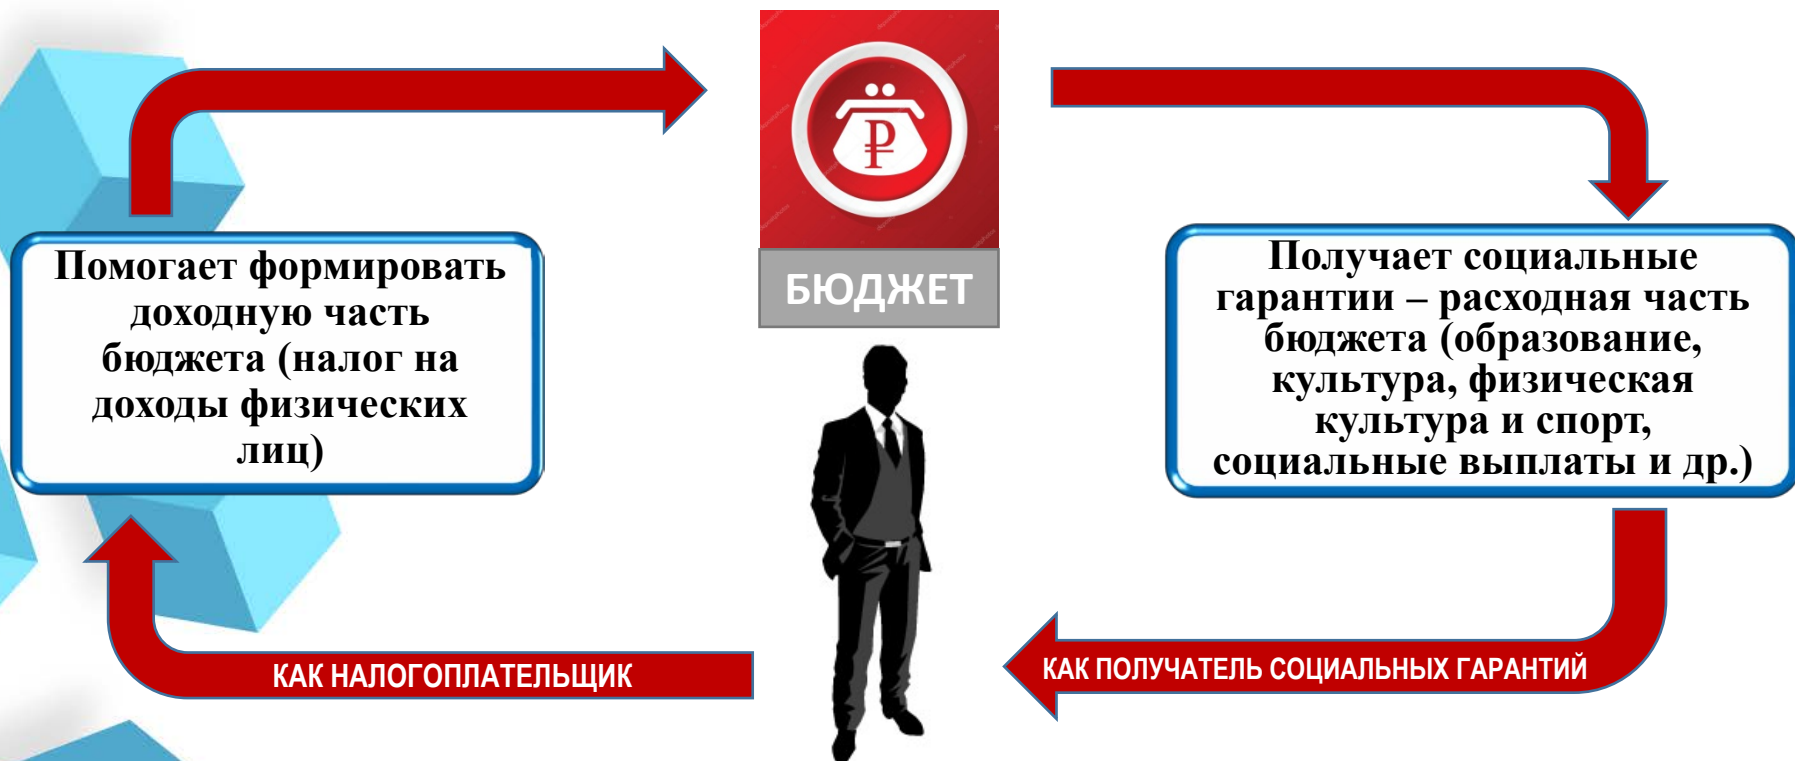 Помогает формировать
доходную часть
бюджета (налог на
доходы физических
лиц)
БЮДЖЕТ
Получает социальные
гарантии – расходная часть
бюджета (образование,
культура, физическая
культура и спорт,
социальные выплаты и др.)
КАК НАЛОГОПЛАТЕЛЬЩИК
КАК ПОЛУЧАТЕЛЬ СОЦИАЛЬНЫХ ГАРАНТИЙ